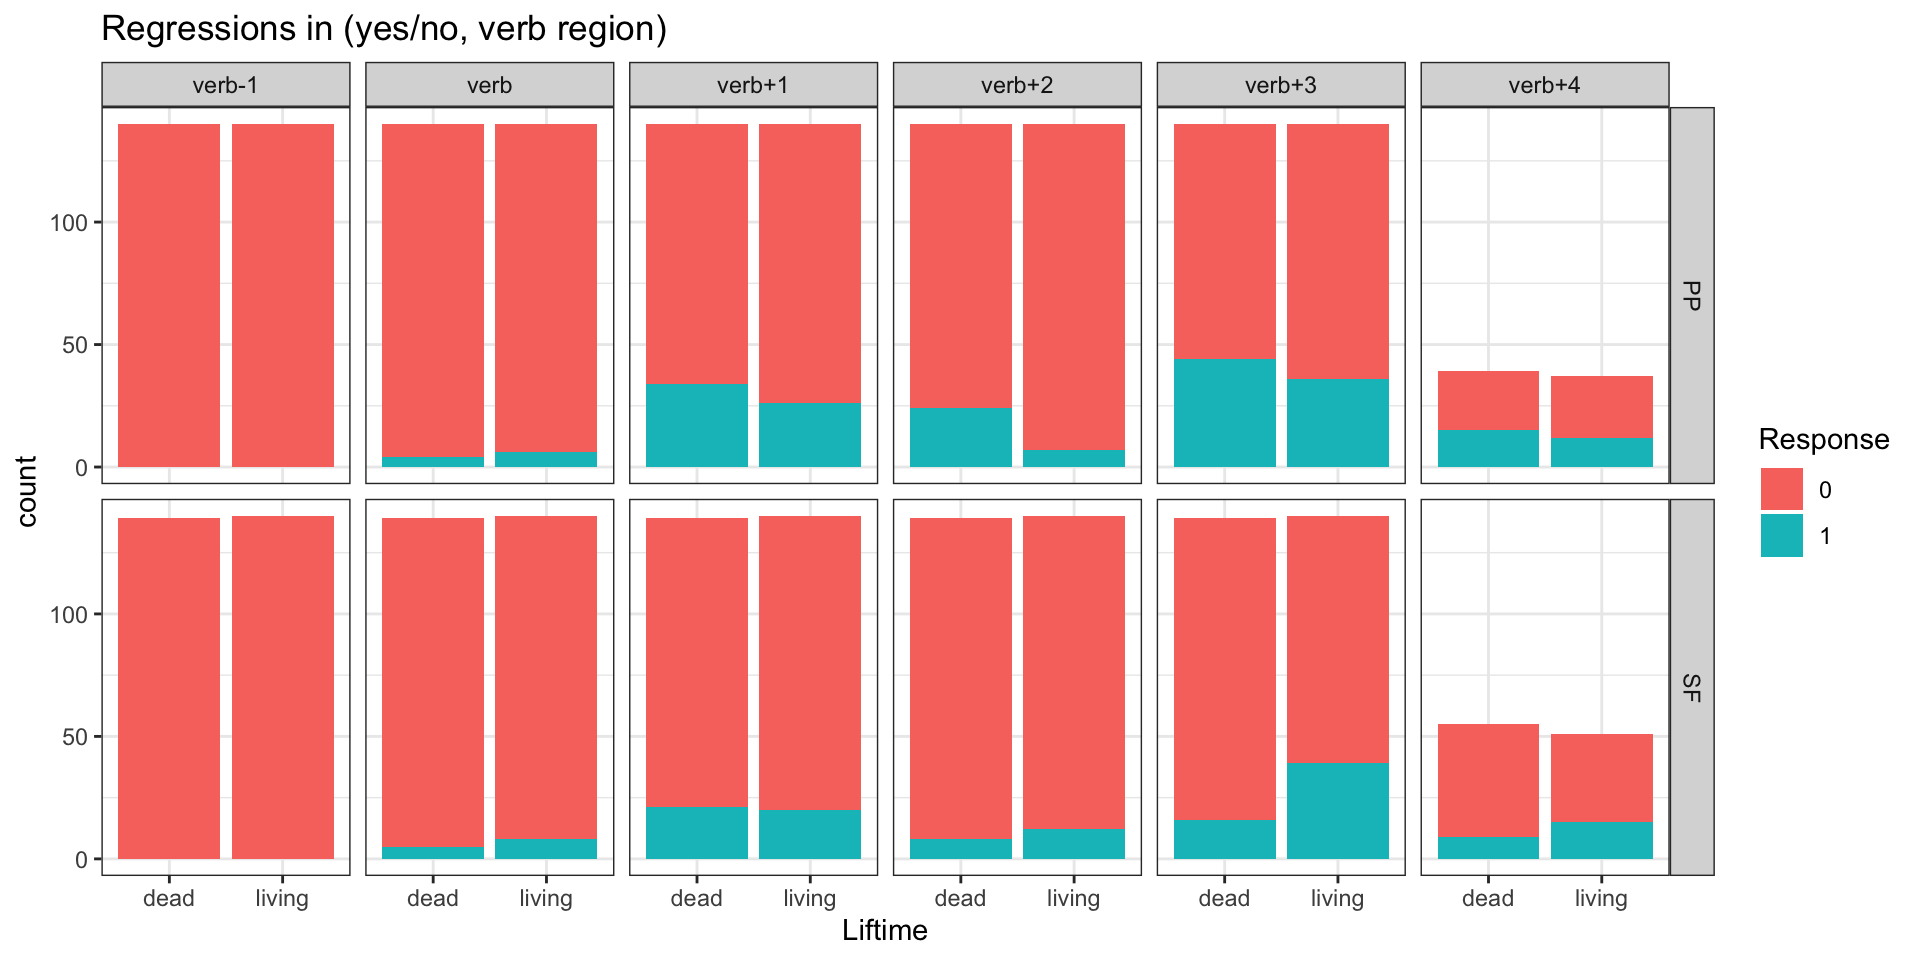 Regressions in (yes/no, verb region)
verb-1 verb verb+1 verb+2 verb+3 verb+4
100
50
0
PP
100
50
0
SF
count
dead living dead living dead living dead living dead living dead living
Liftime
Response
0
1